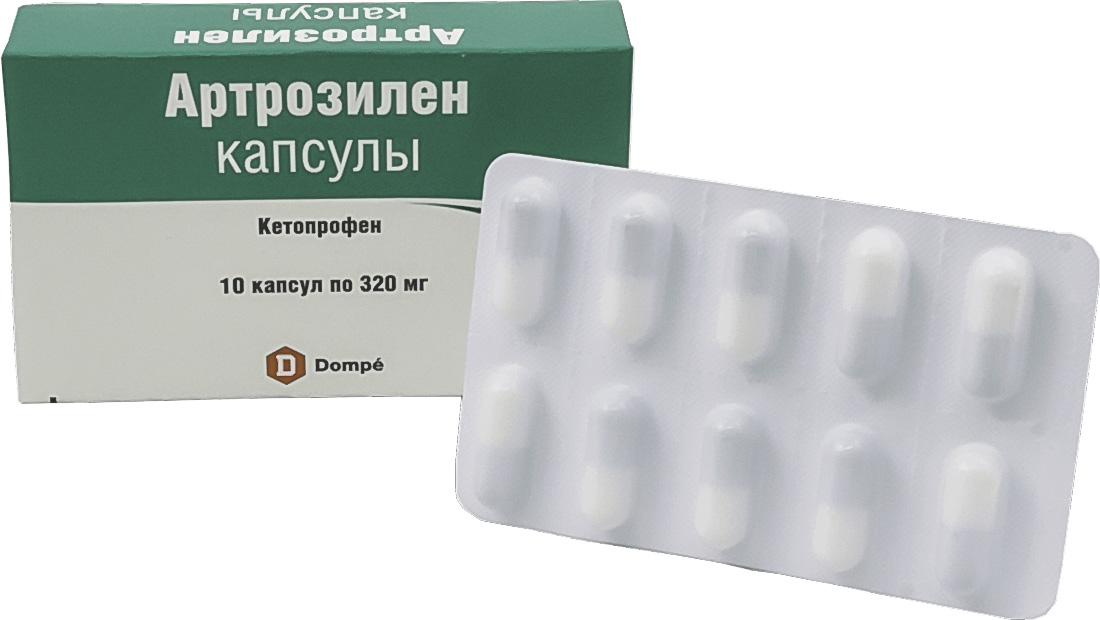 капсулы
Артрозилен
Артрозилен
капсулы
Кетопрофен
10 капсул по 320 мг
D Dompé